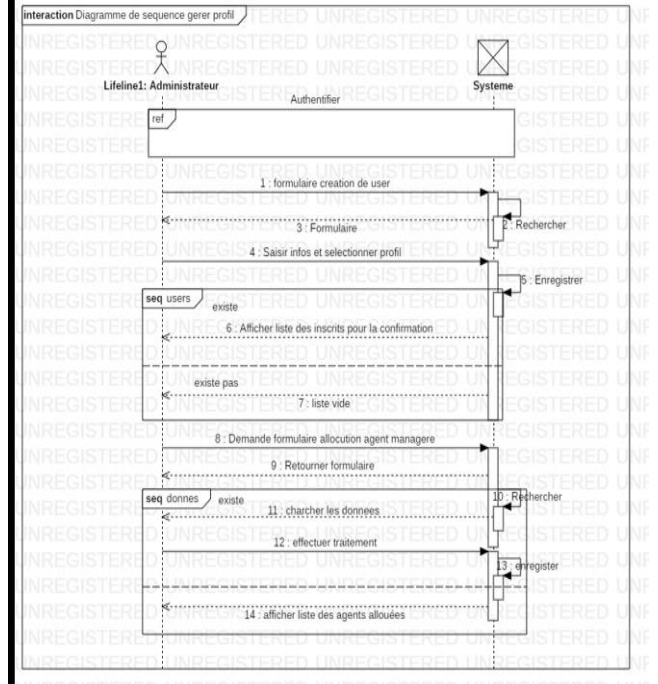 interaction Diagramme de sequence gerer profil
Lifeline1: Administrateur
Systeme
Authentifier
ref
1 : formulaire creation de user
2 : Rechercher
3 : Formulaire
4 : Saisir infos et selectionner profil
5 : Enregistrer
seq users
existe
6 : Afficher liste des inscrits pour la confirmation
existe pas
7 : liste vide
8 : Demande formulaire allocution agent managere
9 : Retourner formulaire
seq donnes
existe
10 : Rechercher
11 : charcher les donnees
12 : effectuer traitement
13 : enregister
14 : afficher liste des agents allouées
UNREGISTERED